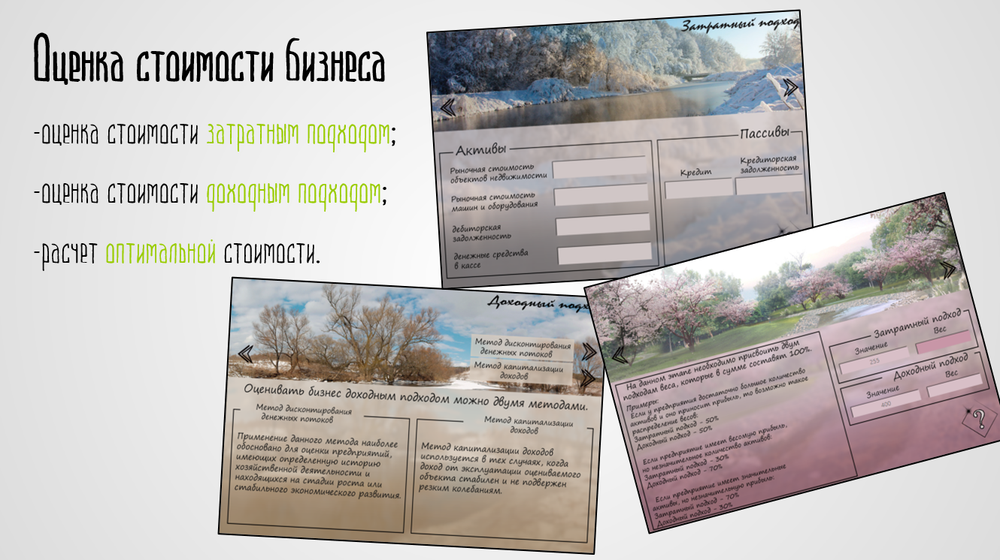 Оценка стоимости бизнеса
-оценка стоимости затратным подходом;
-оценка стоимости доходным подходом;
-расчет оптимальной стоимости.
Затратный подход
Активы
Рыночная стоимость
объектов недвижимости
Рыночная стоимость
машин и оборудования
дебиторская
задолженность
денежные средства
в кассе
Пассивы
Кредит
Кредиторская
задолженность
Доходный
Метод дисконтирования
денежных потоков
Метод капитализации
доходов
Оценивать бизнес доходным подходом можно двумя методами.
Метод дисконтирования
денежных потоков
Применение данного метода наиболее
обосновано для оценки предприятий,
имеющих определенную историю
хозяйственной деятельности и
находящихся на стадии роста или
стабильного экономического развития.
Метод капитализации
доходов
Метод капитализации доходов
используется в тех случаях, когда
доход от эксплуатации оцениваемого
объекта стабилен и не подвержен
резким колебаниям.
На данном этапе необходимо присвоить двум
подходам веса, которые в сумме составят 100%.
Примеры:
Если у предприятия достаточно большое количество
активов и оно приносит прибыль, то возможно такое
распределение весов:
Затратный подход - 50%
Доходный подход - 50%
Если предприятие имеет весомую прибыль,
но незначительное количество активов:
Затратный подход - 30%
Доходный подход - 70%
Если предприятие имеет значительные
активы, но незначительную прибыль:
Затратный подход - 70%
Доходный подход - 30%
Затратный подход
Значение
Вес
255
Доходный подход
Значение
Вес
400
?